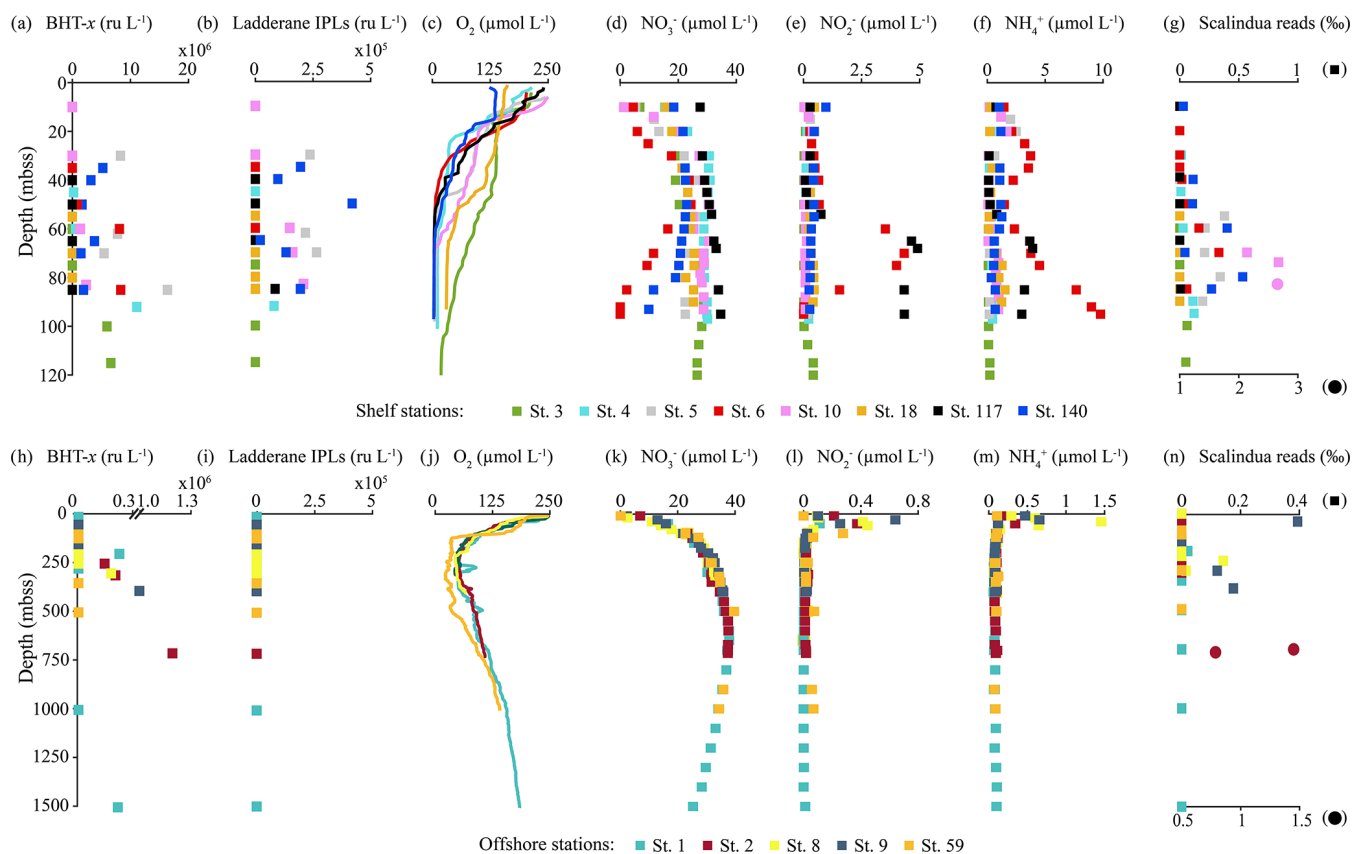 (a) BHT-x (ru L⁻¹) (b) Ladderane IPLs (ru L⁻¹) (c) O₂ (µmol L⁻¹) (d) NO₃⁻ (µmol L⁻¹) (e) NO₂⁻ (µmol L⁻¹) (f) NH₄⁺ (µmol L⁻¹) (g) Scalindua reads (‰)
x10⁶ x10⁵
0 10 20 0 2.5 5 0 125 250 0 20 40 0 5 0 5 10 0 1 (■)
Depth (mbss)
0
20
40
60
80
100
120
1 2 3 (●)
Shelf stations: St. 3 St. 4 St. 5 St. 6 St. 10 St. 18 St. 117 St. 140
(h) BHT-x (ru L⁻¹) (i) Ladderane IPLs (ru L⁻¹) (j) O₂ (µmol L⁻¹) (k) NO₃⁻ (µmol L⁻¹) (l) NO₂⁻ (µmol L⁻¹) (m) NH₄⁺ (µmol L⁻¹) (n) Scalindua reads (‰)
x10⁶ x10⁵
0 0.3 1.0 1.3 0 2.5 5 0 125 250 0 20 40 0 0.4 0.8 0 0.5 1 1.5 0 0.2 0.4 (■)
Depth (mbss)
0
250
500
750
1000
1250
1500
0.5 1 1.5 (●)
Offshore stations: St. 1 St. 2 St. 8 St. 9 St. 59